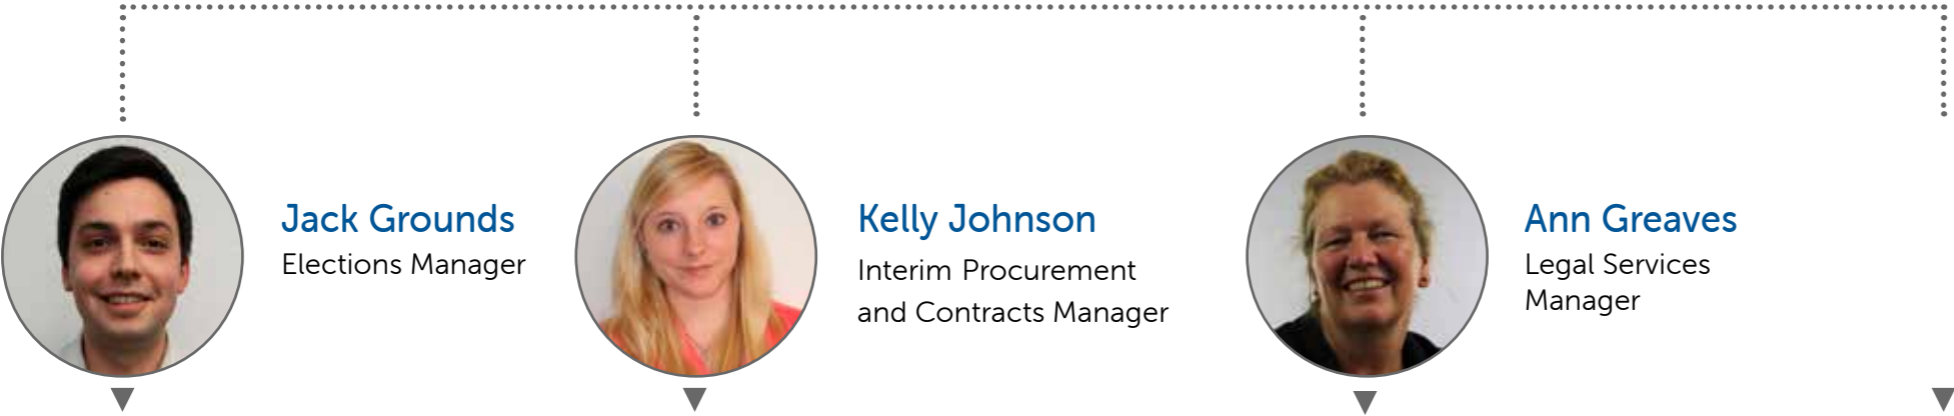 Jack Grounds
Elections Manager
Kelly Johnson
Interim Procurement
and Contracts Manager
Ann Greaves
Legal Services
Manager